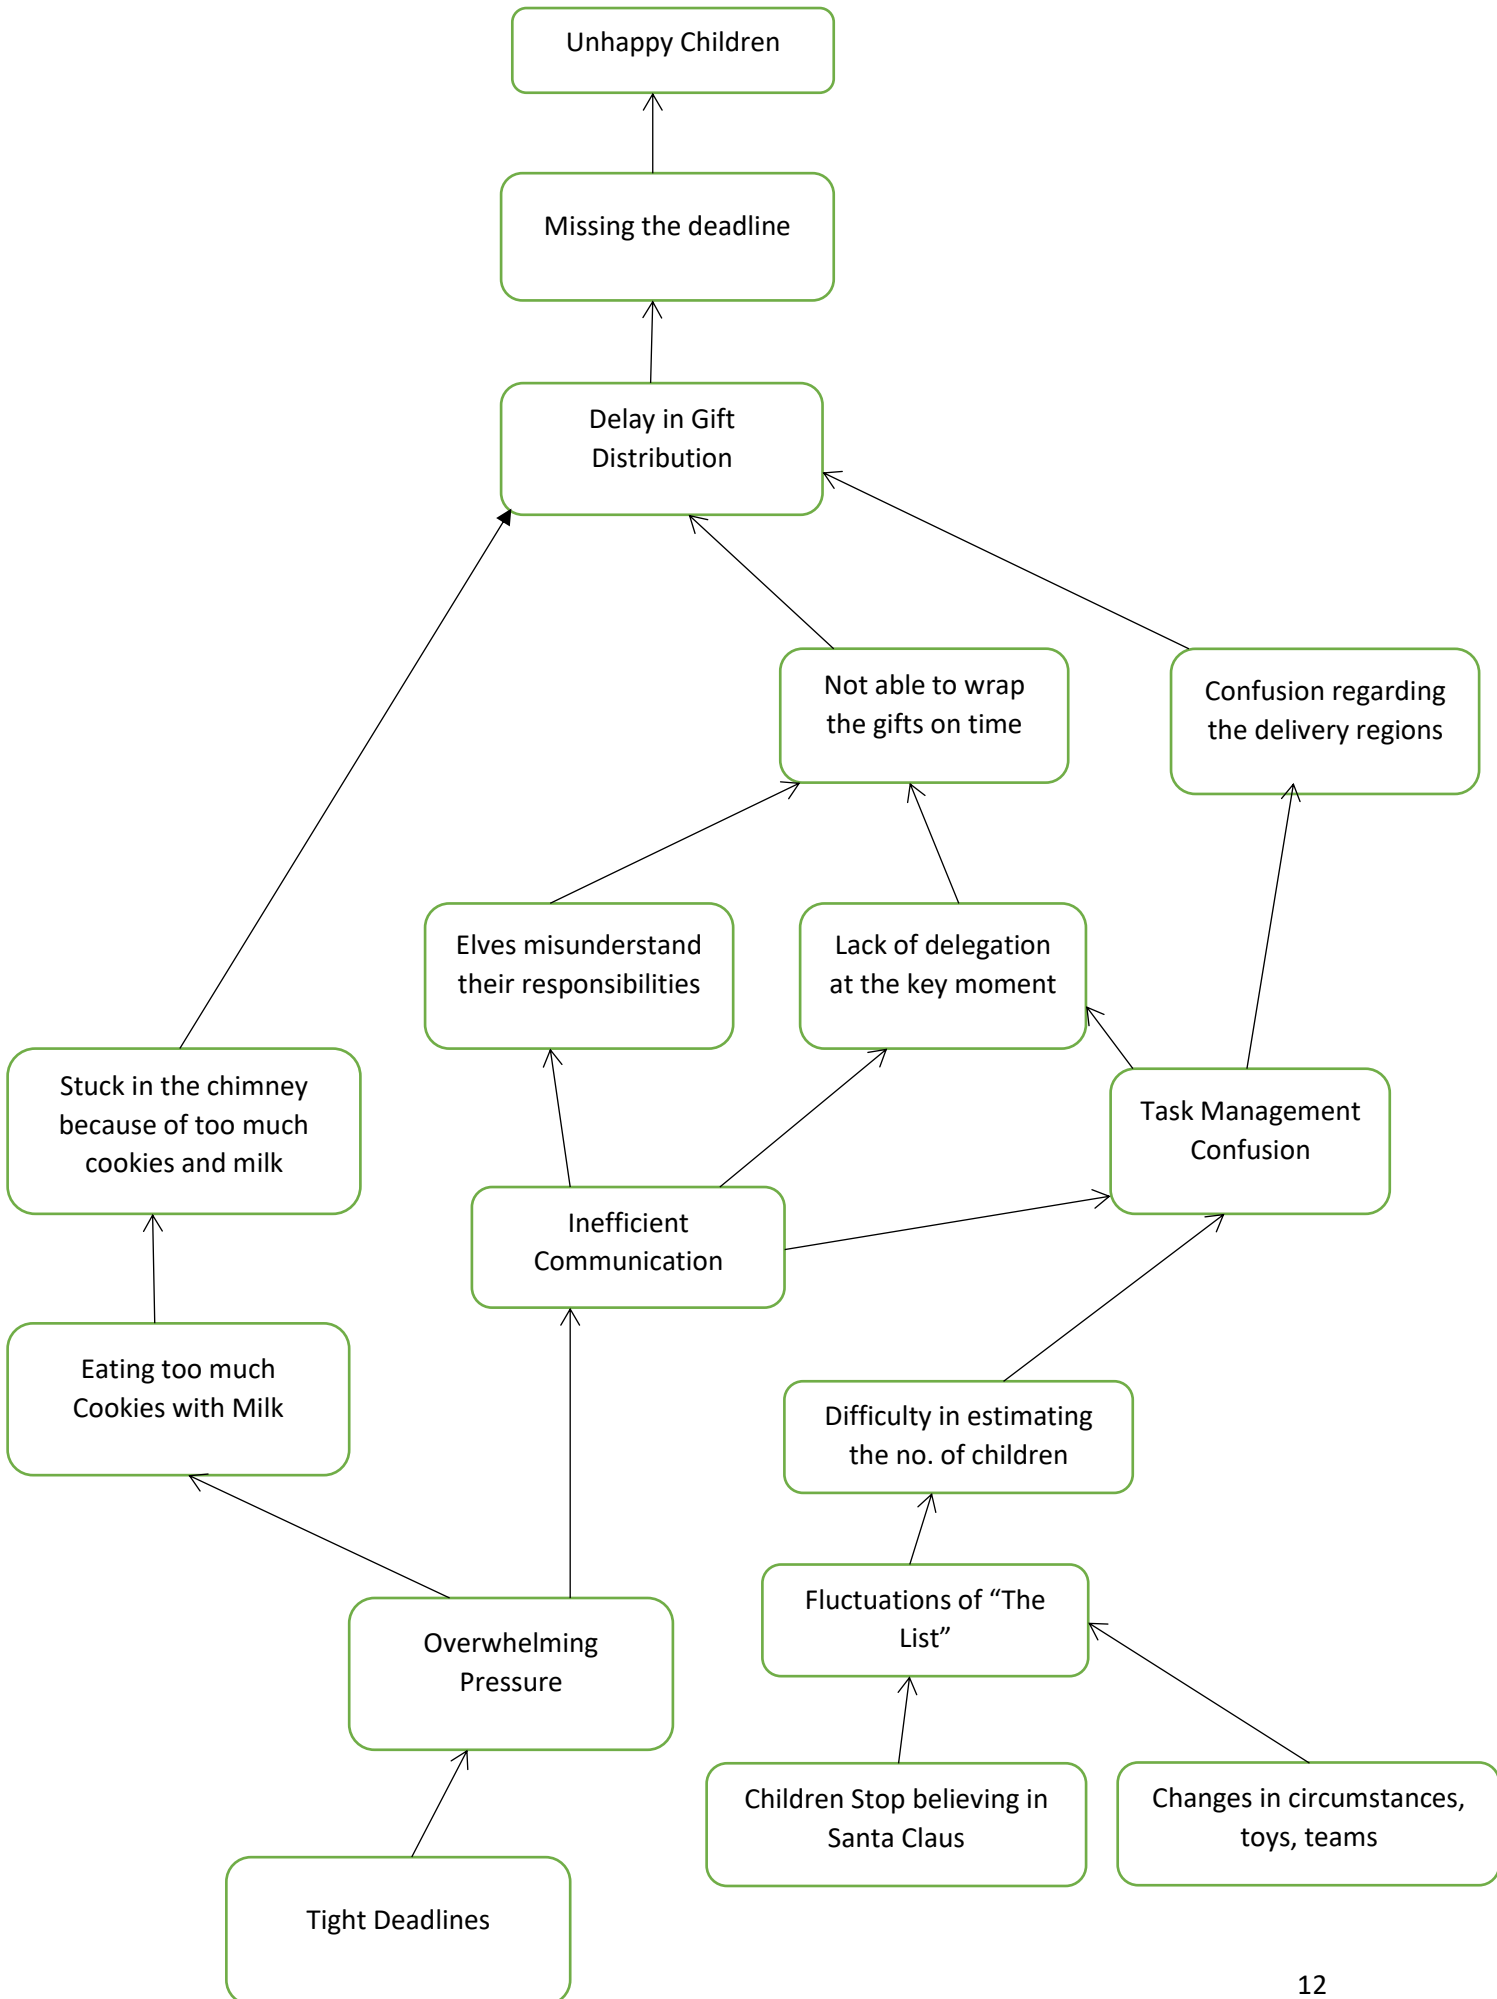 Unhappy Children
Missing the deadline
Delay in Gift
Distribution
Not able to wrap
the gifts on time
Confusion regarding
the delivery regions
Elves misunderstand
their responsibilities
Lack of delegation
at the key moment
Stuck in the chimney
because of too much
cookies and milk
Task Management
Confusion
Inefficient
Communication
Eating too much
Cookies with Milk
Difficulty in estimating
the no. of children
Fluctuations of “The
List”
Overwhelming
Pressure
Children Stop believing in
Santa Claus
Changes in circumstances,
toys, teams
Tight Deadlines
12